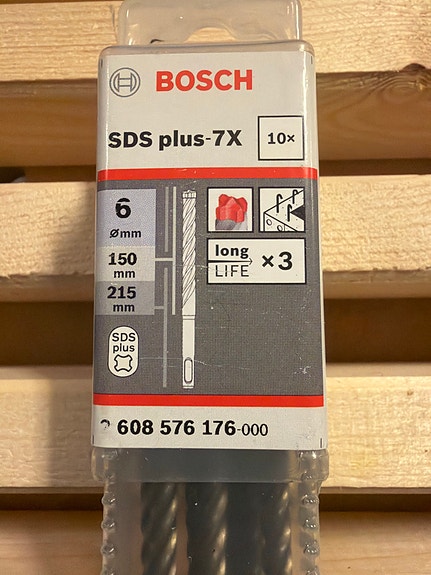 BOSCH
SDS plus-7X
10×
6
ømm
150
mm
215
mm
long
LIFE
×3
SDS
plus
608 576 176-000